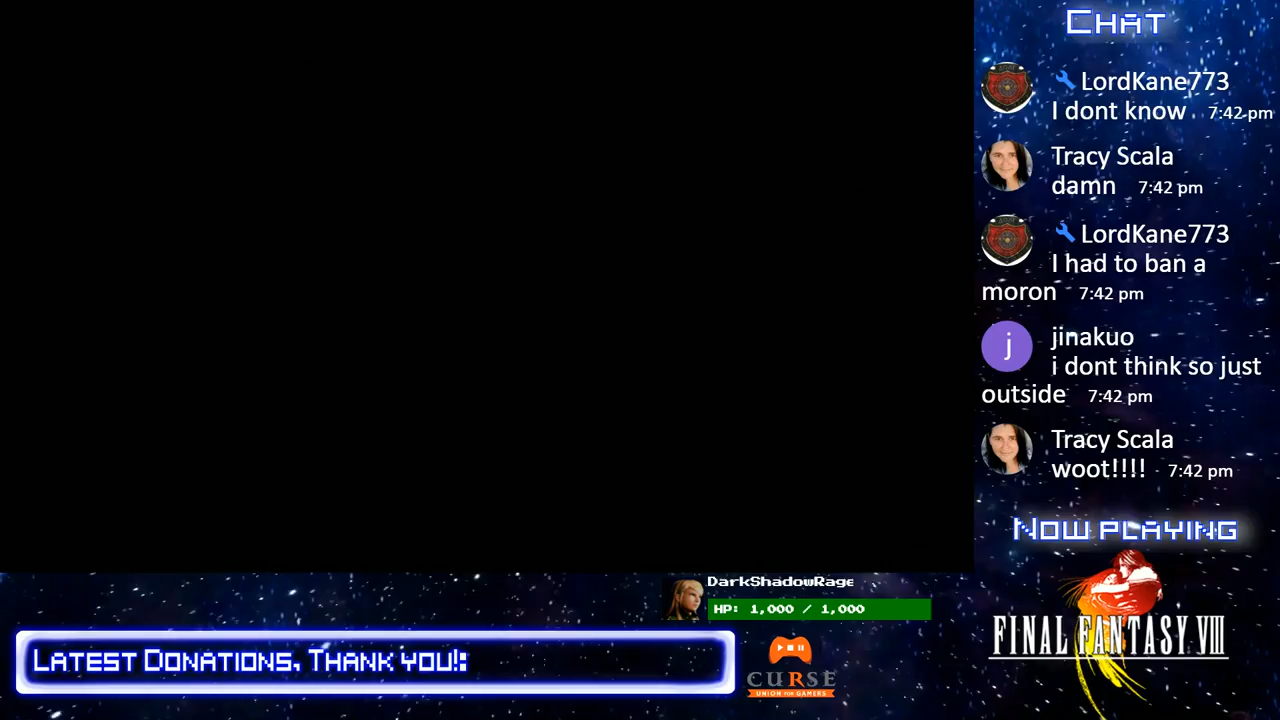 CHAT
LordKane773
I dont know 7:42 pm
Tracy Scala
damn 7:42 pm
LordKane773
I had to ban a
moron 7:42 pm
j
jinakuo
i dont think so just
outside 7:42 pm
Tracy Scala
woot!!!! 7:42 pm
NOW PLAYING
FINAL FANTASY VIII
DarkShadowRage
HP: 1,000 / 1,000
LATEST DONATIONS, THANK YOU!:
CURSE
UNION FOR GAMERS